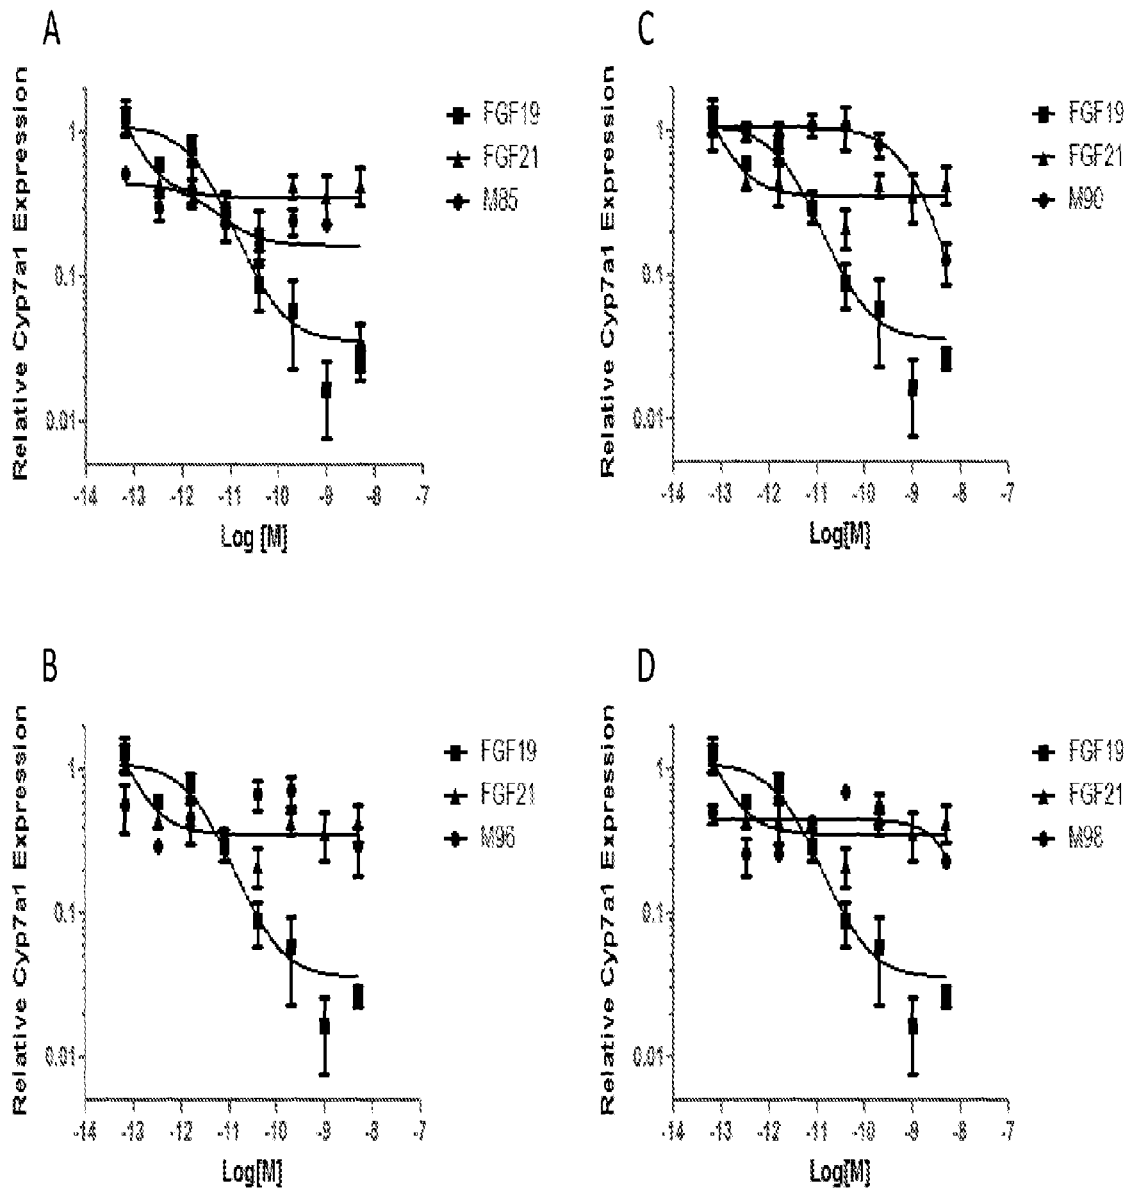 A
Relative Cyp7a1 Expression
1
0.1
0.01
-14 -13 -12 -11 -10 -9 -8 -7
Log [M]
FGF19
FGF21
M85
C
Relative Cyp7a1 Expression
1
0.1
0.01
-14 -13 -12 -11 -10 -9 -8 -7
Log[M]
FGF19
FGF21
M90
B
Relative Cyp7a1 Expression
1
0.1
0.01
-14 -13 -12 -11 -10 -9 -8 -7
Log[M]
FGF19
FGF21
M96
D
Relative Cyp7a1 Expression
1
0.1
0.01
-14 -13 -12 -11 -10 -9 -8 -7
Log[M]
FGF19
FGF21
M98